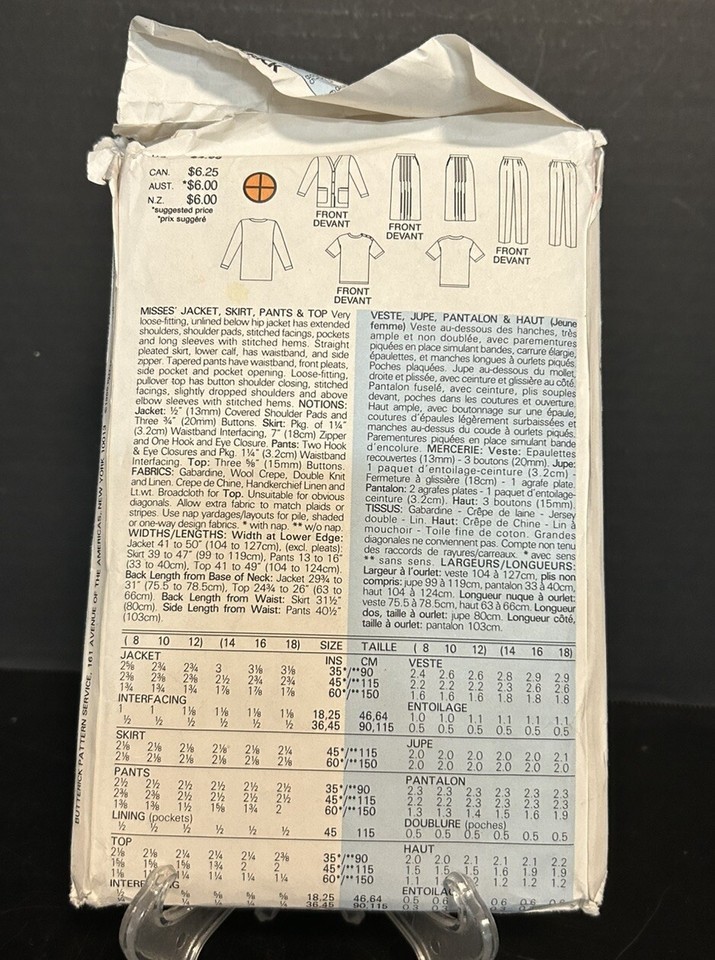 CAN. $6.25
AUST. *$6.00
N.Z. $6.00
*suggested price
*prix suggéré
FRONT
DEVANT
FRONT
DEVANT
FRONT
DEVANT
FRONT
DEVANT
MISSES' JACKET, SKIRT, PANTS & TOP Very
loose-fitting, unlined below hip jacket has extended
shoulders, shoulder pads, stitched facings, pockets
and long sleeves with stitched hems. Straight
pleated skirt, lower calf, has waistband, and side
zipper. Tapered pants have waistband, front pleats,
side pocket and pocket opening. Loose-fitting,
pullover top has button shoulder closing, stitched
facings, slightly dropped shoulders and above
elbow sleeves with stitched hems. NOTIONS:
Jacket: ½" (13mm) Covered Shoulder Pads and
Three ¾" (20mm) Buttons. Skirt: Pkg. of 1¼"
(3.2cm) Waistband Interfacing, 7" (18cm) Zipper
and One Hook and Eye Closure. Pants: Two Hook
& Eye Closures and Pkg. 1¼" (3.2cm) Waistband
Interfacing. Top: Three ⅝" (15mm) Buttons.
FABRICS: Gabardine, Wool Crepe, Double Knit
and Linen. Crepe de Chine, Handkerchief Linen and
Lt.wt. Broadcloth for Top. Unsuitable for obvious
diagonals. Allow extra fabric to match plaids or
stripes. Use nap yardages/layouts for pile, shaded
or one-way design fabrics. * with nap. ** w/o nap.
WIDTHS/LENGTHS: Width at Lower Edge:
Jacket 41 to 50" (104 to 127cm), (excl. pleats):
Skirt 39 to 47" (99 to 119cm), Pants 13 to 16"
(33 to 40cm), Top 41 to 49" (104 to 124cm).
Back Length from Base of Neck: Jacket 29¾ to
31" (75.5 to 78.5cm), Top 24¾ to 26" (63 to
66cm). Back Length from Waist: Skirt 31½"
(80cm). Side Length from Waist: Pants 40½"
(103cm).
VESTE, JUPE, PANTALON & HAUT (Jeune
femme) Veste au-dessous des hanches, très
ample et non doublée, avec parementures
piquées en place simulant bandes, carrure élargie,
épaulettes, et manches longues à ourlets piqués.
Poches plaquées. Jupe au-dessous du mollet,
droite et plissée, avec ceinture et glissière au côté.
Pantalon fuselé, avec ceinture, plis souples
devant, poches dans les coutures et ouverture.
Haut ample, avec boutonnage sur une épaule,
coutures d'épaules légèrement surbaissées et
manches au-dessus du coude à ourlets piqués.
Parementures piquées en place simulant bande
d'encolure. MERCERIE: Veste: Epaulettes
recouvertes (13mm) - 3 boutons (20mm). Jupe:
1 paquet d'entoilage-ceinture (3.2cm) -
Fermeture à glissière (18cm) - 1 agrafe plate.
Pantalon: 2 agrafes plates - 1 paquet d'entoilage-
ceinture (3.2cm). Haut: 3 boutons (15mm).
TISSUS: Gabardine - Crêpe de laine - Jersey
double - Lin. Haut: Crêpe de Chine - Lin à
mouchoir - Toile fine de coton. Grandes
diagonales ne conviennent pas. Compte non tenu
des raccords de rayures/carreaux. * avec sens
** sans sens. LARGEURS/LONGUEURS:
Largeur à l'ourlet: veste 104 à 127cm, plis non
compris: jupe 99 à 119cm, pantalon 33 à 40cm,
haut 104 à 124cm. Longueur nuque à ourlet:
veste 75.5 à 78.5cm, haut 63 à 66cm. Longueur
dos, taille à ourlet: jupe 80cm. Longueur côté,
taille à ourlet: pantalon 103cm.
BUTTERICK PATTERN SERVICE, 161 AVENUE OF THE AMERICAS, NEW YORK, NEW YORK 10013
( 8 10 12) (14 16 18) SIZE TAILLE ( 8 10 12) (14 16 18)
JACKET INS CM VESTE
2⅝ 2¾ 2¾ 3 3⅛ 3⅛ 35*/**90 2.4 2.6 2.6 2.8 2.9 2.9
2⅜ 2⅜ 2⅜ 2½ 2¾ 2¾ 45*/**115 2.2 2.2 2.2 2.3 2.6 2.6
1¾ 1¾ 1¾ 1⅞ 1⅞ 1⅞ 60*/**150 1.6 1.6 1.6 1.8 1.8 1.8
INTERFACING ENTOILAGE
1 1 1⅛ 1⅛ 1⅛ 1⅛ 18,25 46,64 1.0 1.0 1.1 1.1 1.1 1.1
½ ½ ½ ½ ½ ½ 36,45 90,115 0.5 0.5 0.5 0.5 0.5 0.5
SKIRT JUPE
2⅛ 2⅛ 2⅛ 2⅛ 2⅛ 2¼ 45*/**115 2.0 2.0 2.0 2.0 2.0 2.1
2⅛ 2⅛ 2⅛ 2⅛ 2⅛ 2⅛ 60*/**150 2.0 2.0 2.0 2.0 2.0 2.0
PANTS PANTALON
2½ 2½ 2½ 2½ 2½ 2½ 35*/**90 2.3 2.3 2.3 2.3 2.3 2.3
2⅜ 2⅜ 2½ 2½ 2½ 2½ 45*/**115 2.2 2.2 2.3 2.3 2.3 2.3
1⅜ 1⅜ 1½ 1⅝ 1¾ 2 60*/**150 1.3 1.3 1.4 1.5 1.6 1.9
LINING (pockets) DOUBLURE (poches)
½ ½ ½ ½ ½ ½ 45 115 0.5 0.5 0.5 0.5 0.5 0.5
TOP HAUT
2⅛ 2⅛ 2¼ 2¼ 2¼ 2⅜ 35*/**90 2.0 2.0 2.1 2.1 2.1 2.2
1⅝ 1⅝ 1⅝ 1¾ 2 2 45*/**115 1.5 1.5 1.5 1.6 1.9 1.9
1⅛ 1¼ 1¼ 1¼ 60*/**150 1.1 1.2 1.2 1.2
ENTOILAG
½ ⅝ ⅝ ⅝ ⅝ 18,25 46,64 0.5 0.6 0.6 0.6
36,45 90,115